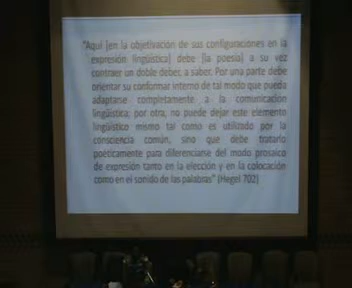 "Aquí [en la objetivación de sus configuraciones en la
expresión lingüística] debe [la poesía] a su vez
contraer un doble deber, a saber: Por una parte debe
orientar su conformar interno de tal modo que pueda
adaptarse completamente a la comunicación
lingüística; por otra, no puede dejar este elemento
lingüístico mismo tal como es utilizado por la
consciencia común, sino que debe tratarlo
poéticamente para diferenciarse del modo prosaico
de expresión tanto en la elección y en la colocación
como en el sonido de las palabras" (Hegel 702)